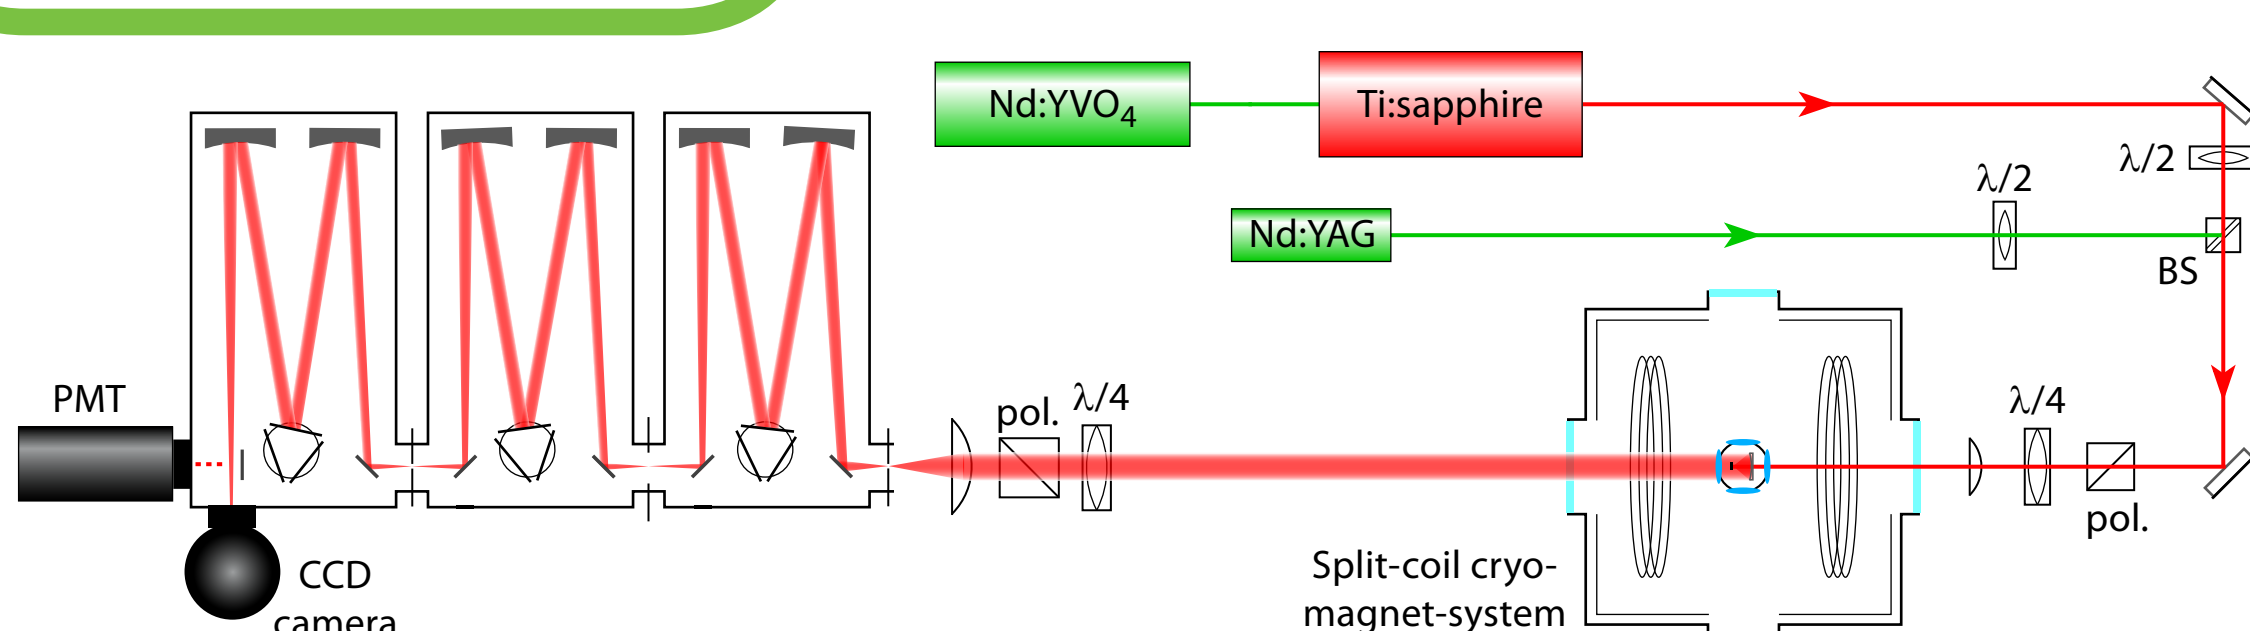 Nd:YVO4
Ti:sapphire
λ/2
λ/2
Nd:YAG
BS
PMT
pol.
λ/4
λ/4
pol.
CCD
camera
Split-coil cryo-
magnet-system